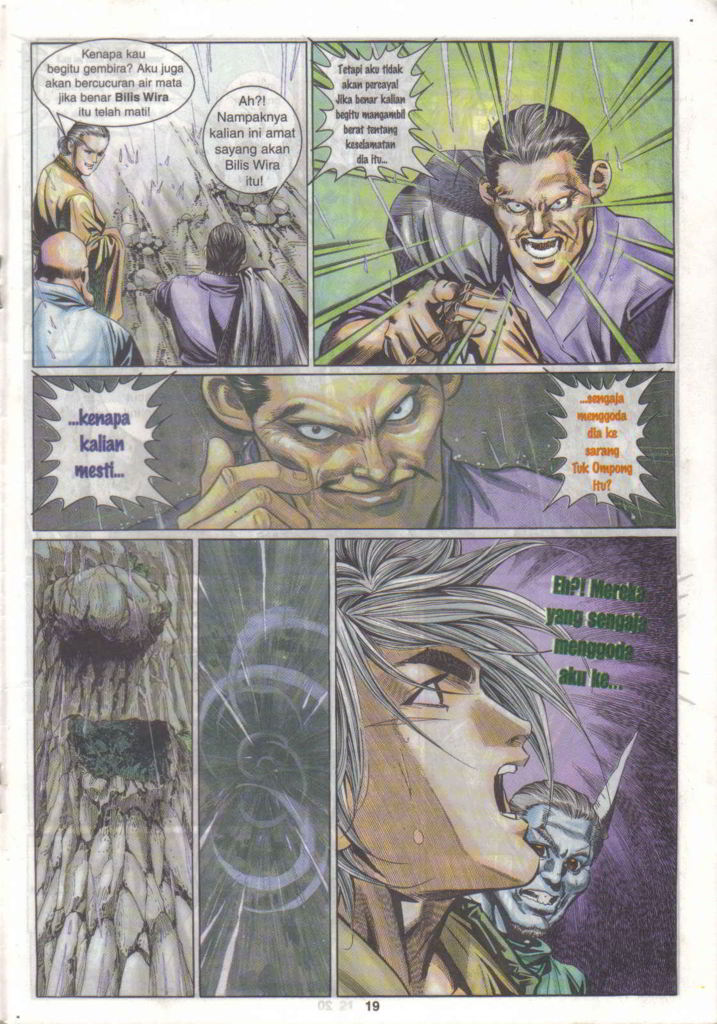 Kenapa kau
begitu gembira? Aku juga
akan bercucuran air mata
jika benar Bilis Wira
itu telah mati!
Ah?!
Nampaknya
kalian ini amat
sayang akan
Bilis Wira
itu!
Tetapi aku tidak
akan percaya!
Jika benar kalian
begitu mangambil
berat tentang
keselamatan
dia itu...
...kenapa
kalian
mesti...
...sengaja
menggoda
dia ke
sarang
Tuk Ompong
itu?
Eh?! Mereka
yang sengaja
menggoda
aku ke...
19